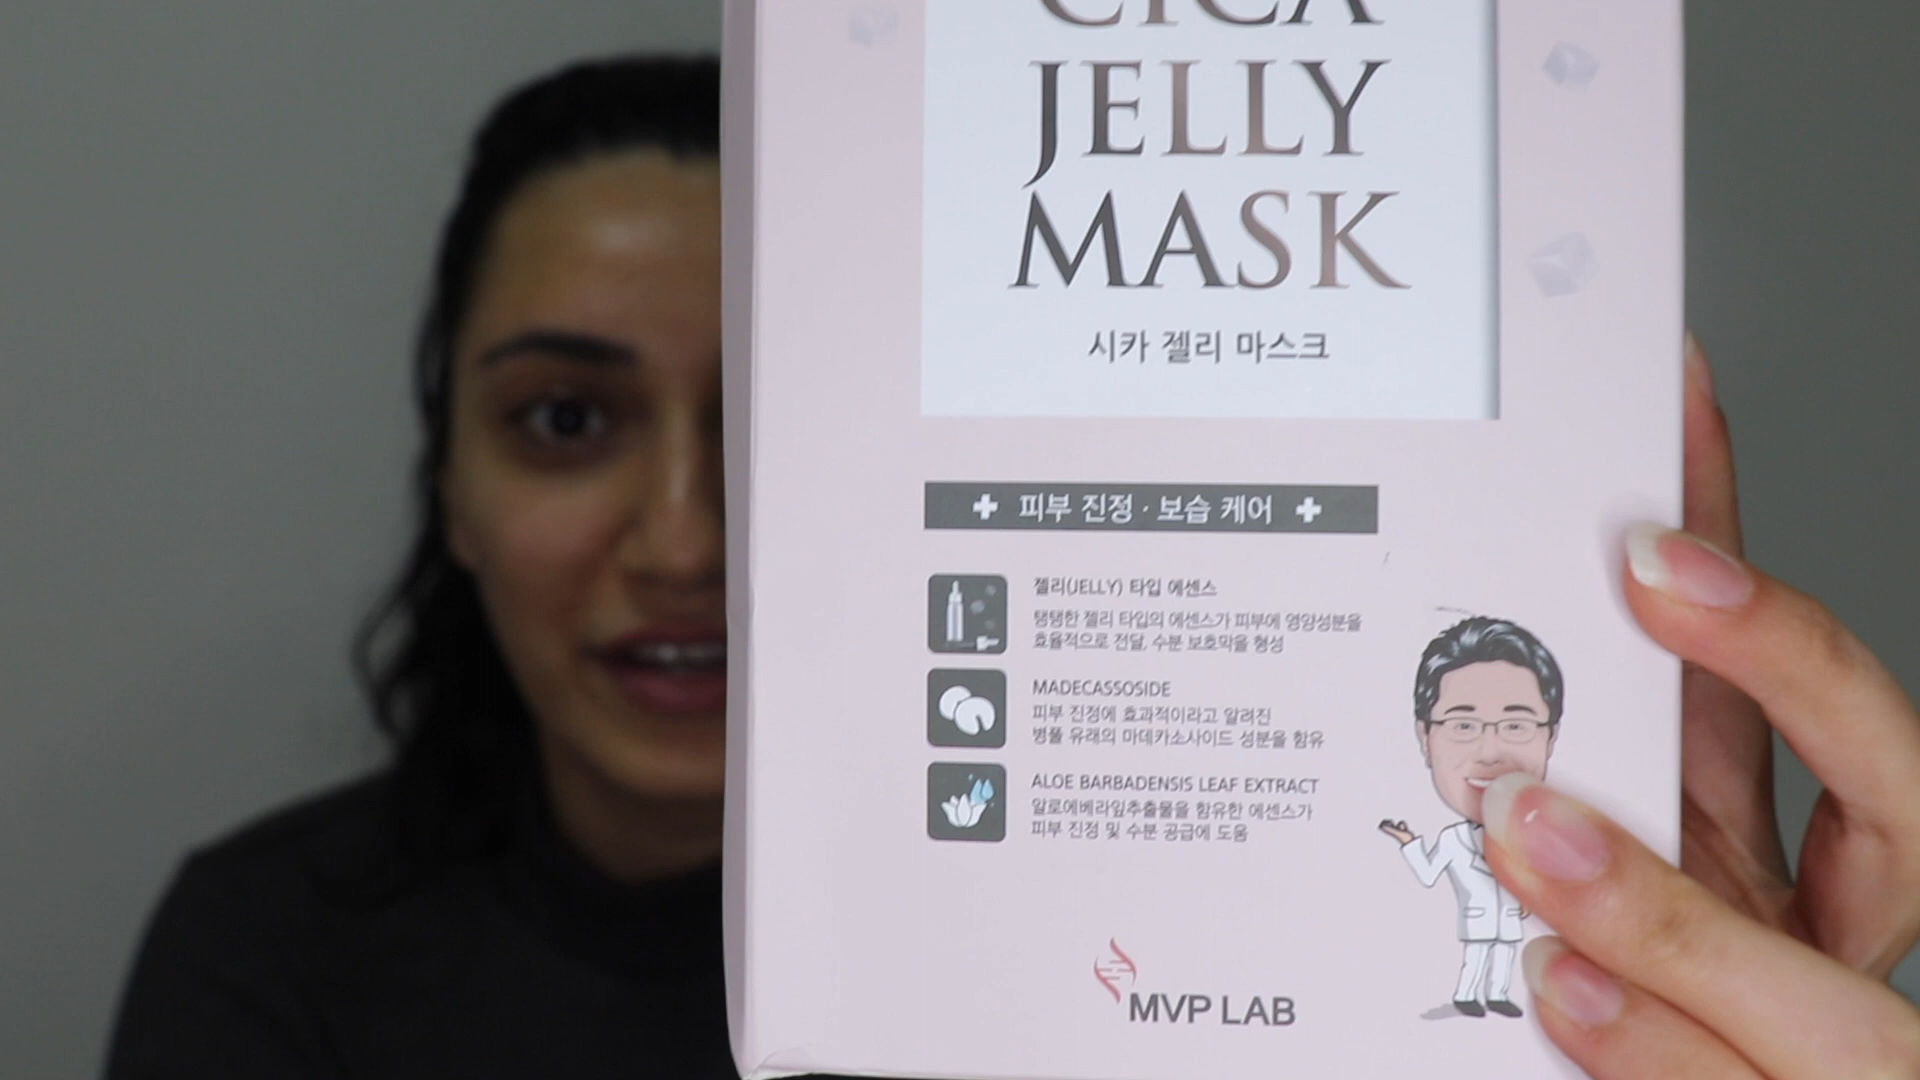 CICA
JELLY
MASK
시카 젤리 마스크
피부 진정 · 보습 케어
젤리(JELLY) 타입 에센스
탱탱한 젤리 타입의 에센스가 피부에 영양성분을
효율적으로 전달, 수분 보호막을 형성
MADECASSOSIDE
피부 진정에 효과적이라고 알려진
병풀 유래의 마데카소사이드 성분을 함유
ALOE BARBADENSIS LEAF EXTRACT
알로에베라잎추출물을 함유한 에센스가
피부 진정 및 수분 공급에 도움
MVP LAB